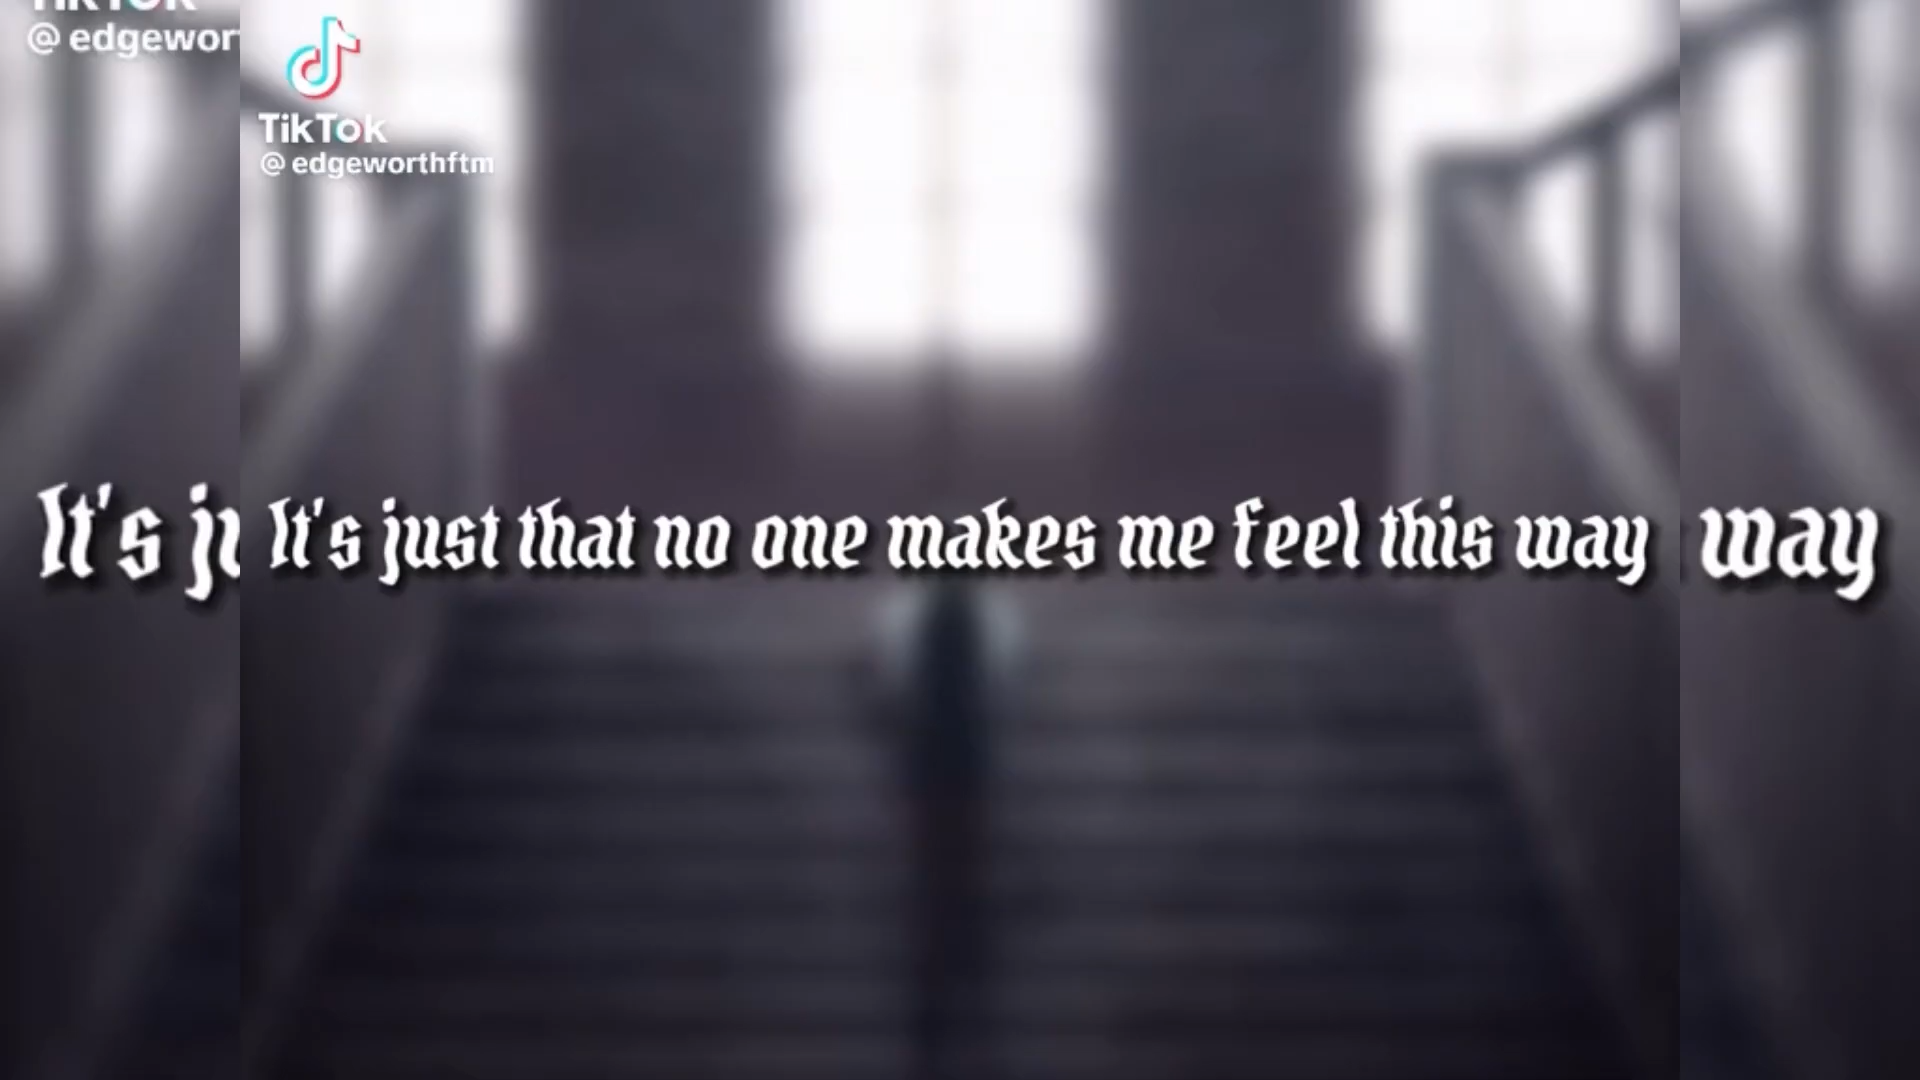 TikTok
@edgewor
TikTok
@edgeworthftm
It's ju
It's just that no one makes me feel this way
way